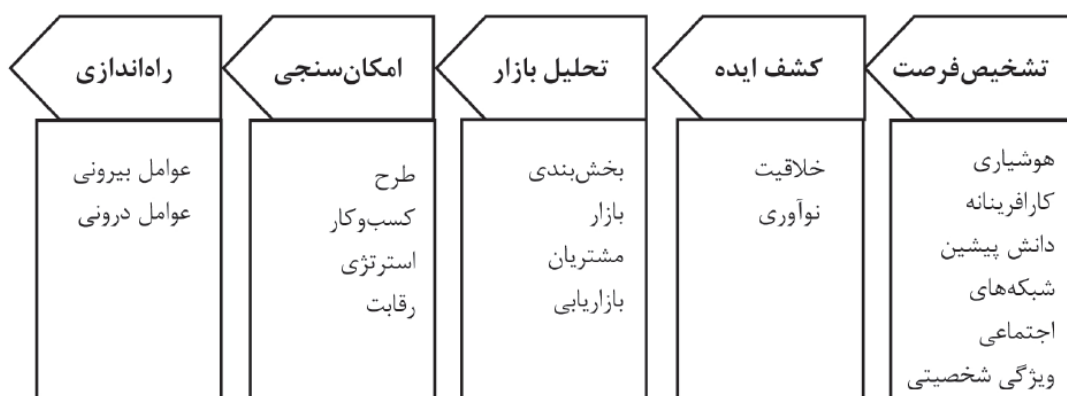 تشخیص‌فرصت
هوشیاری
کارافرینانه
دانش پیشین
شبکه‌های
اجتماعی
ویژگی شخصیتی
کشف ایده
خلاقیت
نوآوری
تحلیل بازار
بخش‌بندی
بازار
مشتریان
بازاریابی
امکان‌سنجی
طرح
کسب‌وکار
استرتژی
رقابت
راه‌اندازی
عوامل بیرونی
عوامل درونی